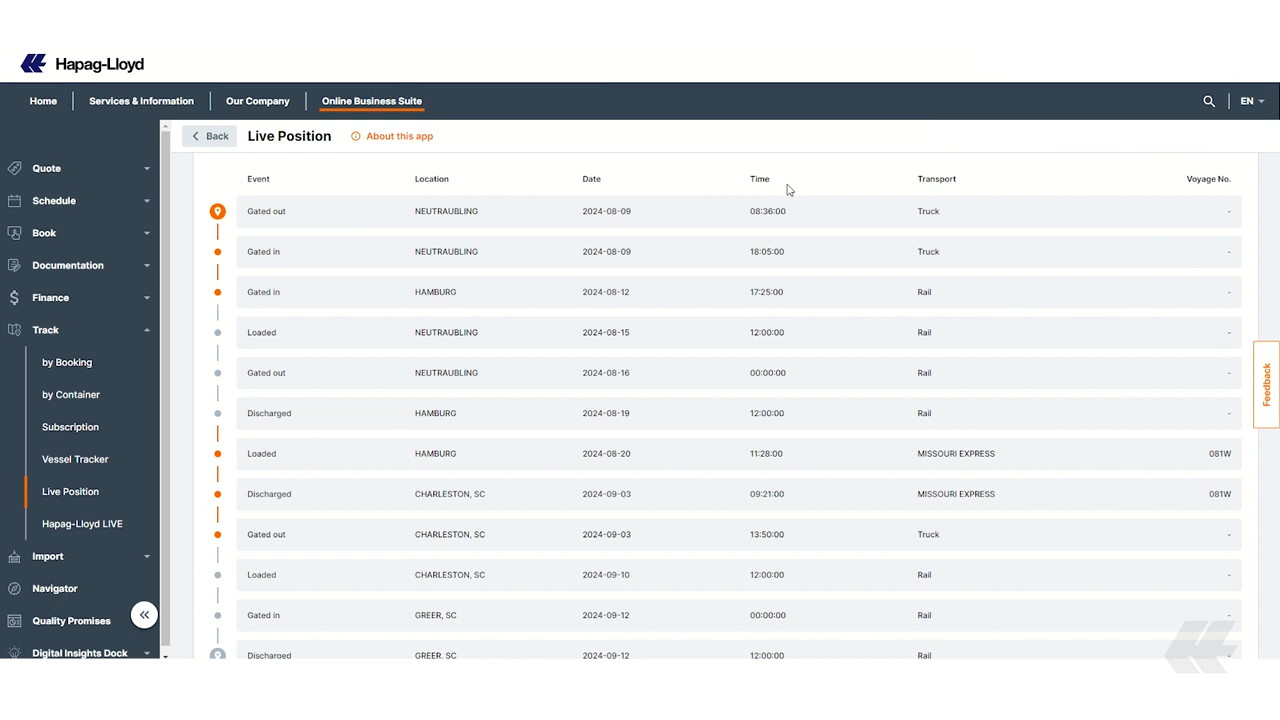 Hapag-Lloyd
Home Services & Information Our Company Online Business Suite EN
Back Live Position About this app
Quote
Schedule
Book
Documentation
Finance
Track
by Booking
by Container
Subscription
Vessel Tracker
Live Position
Hapag-Lloyd LIVE
Import
Navigator
Quality Promises
Digital Insights Dock
Event Location Date Time Transport Voyage No.
Gated out NEUTRAUBLING 2024-08-09 08:36:00 Truck -
Gated in NEUTRAUBLING 2024-08-09 18:05:00 Truck -
Gated in HAMBURG 2024-08-12 17:25:00 Rail -
Loaded NEUTRAUBLING 2024-08-15 12:00:00 Rail -
Gated out NEUTRAUBLING 2024-08-16 00:00:00 Rail -
Discharged HAMBURG 2024-08-19 12:00:00 Rail -
Loaded HAMBURG 2024-08-20 11:28:00 MISSOURI EXPRESS 081W
Discharged CHARLESTON, SC 2024-09-03 09:21:00 MISSOURI EXPRESS 081W
Gated out CHARLESTON, SC 2024-09-03 13:50:00 Truck -
Loaded CHARLESTON, SC 2024-09-10 12:00:00 Rail -
Gated in GREER, SC 2024-09-12 00:00:00 Rail -
Discharged GREER, SC 2024-09-12 12:00:00 Rail -
Feedback